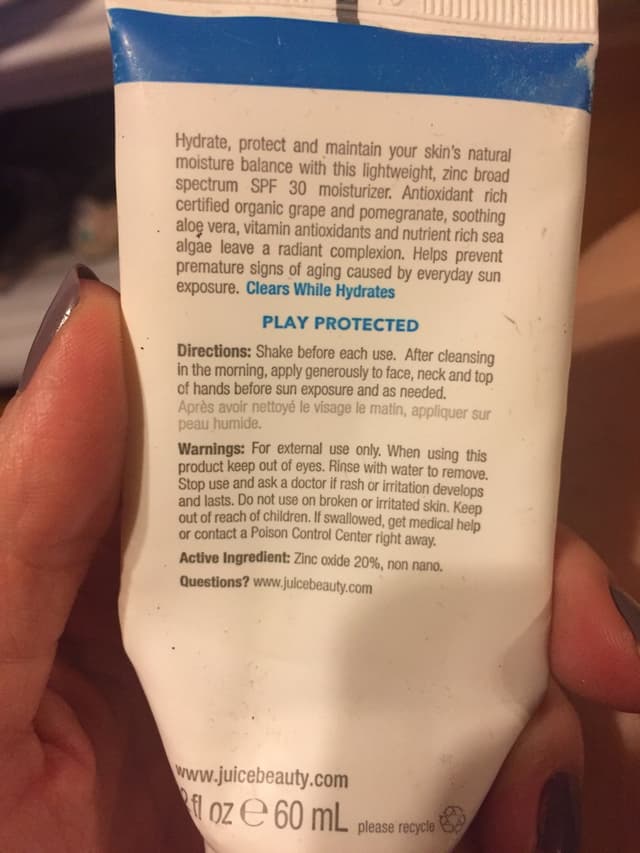 Hydrate, protect and maintain your skin's natural
moisture balance with this lightweight, zinc broad
spectrum SPF 30 moisturizer. Antioxidant rich
certified organic grape and pomegranate, soothing
aloe vera, vitamin antioxidants and nutrient rich sea
algae leave a radiant complexion. Helps prevent
premature signs of aging caused by everyday sun
exposure. Clears While Hydrates
PLAY PROTECTED
Directions: Shake before each use. After cleansing
in the morning, apply generously to face, neck and top
of hands before sun exposure and as needed.
Après avoir nettoyé le visage le matin, appliquer sur
peau humide.
Warnings: For external use only. When using this
product keep out of eyes. Rinse with water to remove.
Stop use and ask a doctor if rash or irritation develops
and lasts. Do not use on broken or irritated skin. Keep
out of reach of children. If swallowed, get medical help
or contact a Poison Control Center right away.
Active Ingredient: Zinc oxide 20%, non nano.
Questions? www.juicebeauty.com
www.juicebeauty.com
2 fl oz e 60 mL please recycle